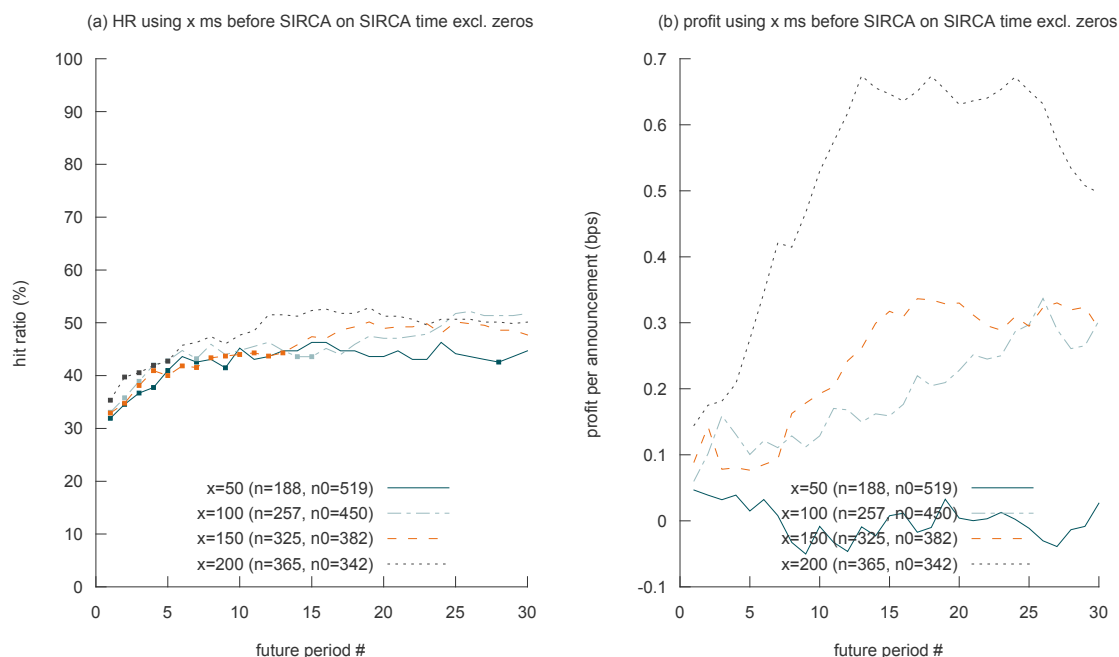 (a) HR using x ms before SIRCA on SIRCA time excl. zeros
100
90
80
70
60
50
40
30
20
10
0
hit ratio (%)
x=50 (n=188, n0=519)
x=100 (n=257, n0=450)
x=150 (n=325, n0=382)
x=200 (n=365, n0=342)
0 5 10 15 20 25 30
future period #
(b) profit using x ms before SIRCA on SIRCA time excl. zeros
0.7
0.6
0.5
0.4
0.3
0.2
0.1
0
-0.1
profit per announcement (bps)
x=50 (n=188, n0=519)
x=100 (n=257, n0=450)
x=150 (n=325, n0=382)
x=200 (n=365, n0=342)
0 5 10 15 20 25 30
future period #